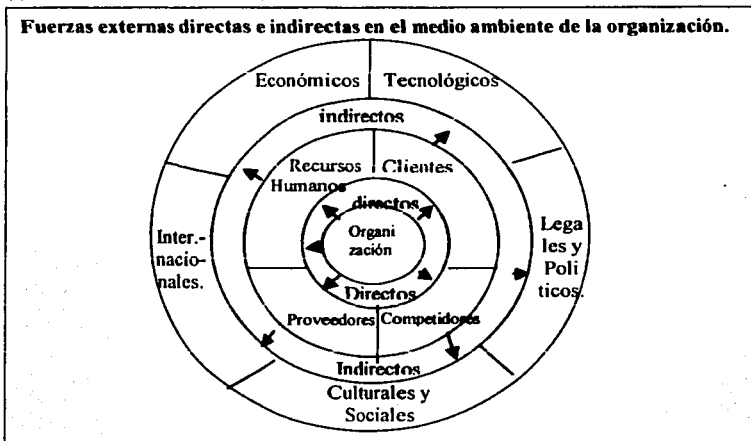 Fuerzas externas directas e indirectas en el medio ambiente de la organización.
Económicos
Tecnológicos
indirectos
Recursos
Humanos
Clientes
directos
Organi
zación
Inter.-
nacio-
nales.
Lega
les y
Polí
ticos.
Directos
Proveedores
Competidores
Indirectos
Culturales y
Sociales